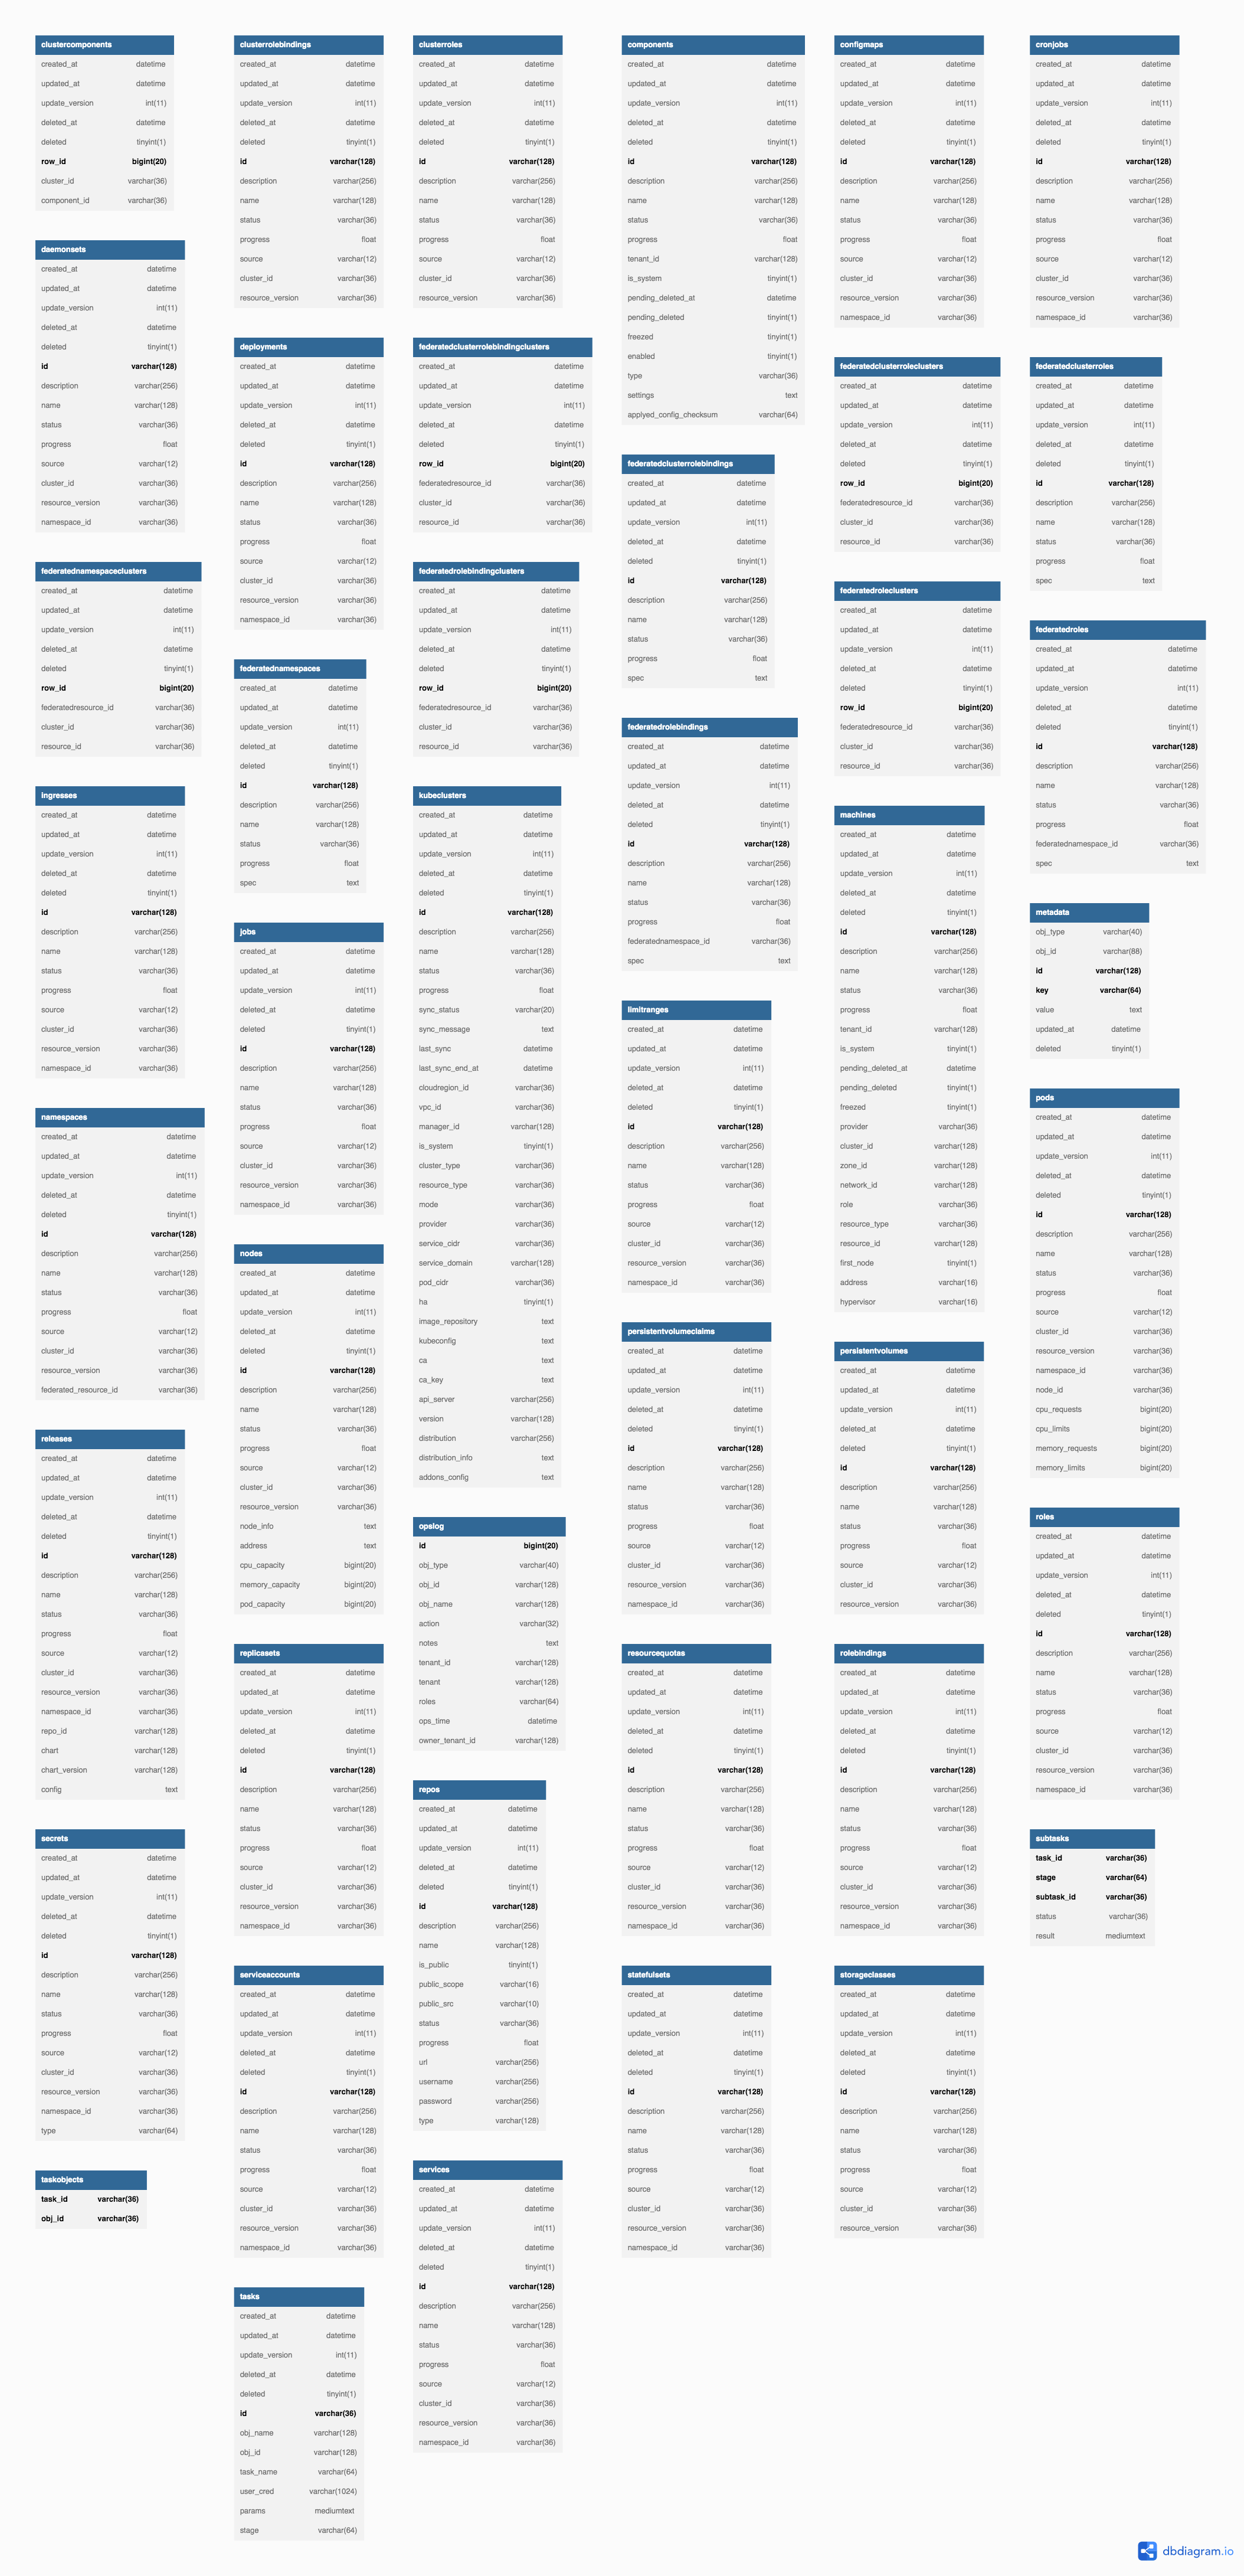 clustercomponents
created_at datetime
updated_at datetime
update_version int(11)
deleted_at datetime
deleted tinyint(1)
row_id bigint(20)
cluster_id varchar(36)
component_id varchar(36)
clusterrolebindings
created_at datetime
updated_at datetime
update_version int(11)
deleted_at datetime
deleted tinyint(1)
id varchar(128)
description varchar(256)
name varchar(128)
status varchar(36)
progress float
source varchar(12)
cluster_id varchar(36)
resource_version varchar(36)
clusterroles
created_at datetime
updated_at datetime
update_version int(11)
deleted_at datetime
deleted tinyint(1)
id varchar(128)
description varchar(256)
name varchar(128)
status varchar(36)
progress float
source varchar(12)
cluster_id varchar(36)
resource_version varchar(36)
components
created_at datetime
updated_at datetime
update_version int(11)
deleted_at datetime
deleted tinyint(1)
id varchar(128)
description varchar(256)
name varchar(128)
status varchar(36)
progress float
tenant_id varchar(128)
is_system tinyint(1)
pending_deleted_at datetime
pending_deleted tinyint(1)
freezed tinyint(1)
enabled tinyint(1)
type varchar(36)
settings text
applyed_config_checksum varchar(64)
configmaps
created_at datetime
updated_at datetime
update_version int(11)
deleted_at datetime
deleted tinyint(1)
id varchar(128)
description varchar(256)
name varchar(128)
status varchar(36)
progress float
source varchar(12)
cluster_id varchar(36)
resource_version varchar(36)
namespace_id varchar(36)
cronjobs
created_at datetime
updated_at datetime
update_version int(11)
deleted_at datetime
deleted tinyint(1)
id varchar(128)
description varchar(256)
name varchar(128)
status varchar(36)
progress float
source varchar(12)
cluster_id varchar(36)
resource_version varchar(36)
namespace_id varchar(36)
daemonsets
created_at datetime
updated_at datetime
update_version int(11)
deleted_at datetime
deleted tinyint(1)
id varchar(128)
description varchar(256)
name varchar(128)
status varchar(36)
progress float
source varchar(12)
cluster_id varchar(36)
resource_version varchar(36)
namespace_id varchar(36)
deployments
created_at datetime
updated_at datetime
update_version int(11)
deleted_at datetime
deleted tinyint(1)
id varchar(128)
description varchar(256)
name varchar(128)
status varchar(36)
progress float
source varchar(12)
cluster_id varchar(36)
resource_version varchar(36)
namespace_id varchar(36)
federatedclusterrolebindingclusters
created_at datetime
updated_at datetime
update_version int(11)
deleted_at datetime
deleted tinyint(1)
row_id bigint(20)
federatedresource_id varchar(36)
cluster_id varchar(36)
resource_id varchar(36)
federatedclusterrolebindings
created_at datetime
updated_at datetime
update_version int(11)
deleted_at datetime
deleted tinyint(1)
id varchar(128)
description varchar(256)
name varchar(128)
status varchar(36)
progress float
spec text
federatedclusterroleclusters
created_at datetime
updated_at datetime
update_version int(11)
deleted_at datetime
deleted tinyint(1)
row_id bigint(20)
federatedresource_id varchar(36)
cluster_id varchar(36)
resource_id varchar(36)
federatedclusterroles
created_at datetime
updated_at datetime
update_version int(11)
deleted_at datetime
deleted tinyint(1)
id varchar(128)
description varchar(256)
name varchar(128)
status varchar(36)
progress float
spec text
federatednamespaceclusters
created_at datetime
updated_at datetime
update_version int(11)
deleted_at datetime
deleted tinyint(1)
row_id bigint(20)
federatedresource_id varchar(36)
cluster_id varchar(36)
resource_id varchar(36)
federatednamespaces
created_at datetime
updated_at datetime
update_version int(11)
deleted_at datetime
deleted tinyint(1)
id varchar(128)
description varchar(256)
name varchar(128)
status varchar(36)
progress float
spec text
federatedrolebindingclusters
created_at datetime
updated_at datetime
update_version int(11)
deleted_at datetime
deleted tinyint(1)
row_id bigint(20)
federatedresource_id varchar(36)
cluster_id varchar(36)
resource_id varchar(36)
federatedrolebindings
created_at datetime
updated_at datetime
update_version int(11)
deleted_at datetime
deleted tinyint(1)
id varchar(128)
description varchar(256)
name varchar(128)
status varchar(36)
progress float
federatednamespace_id varchar(36)
spec text
federatedroleclusters
created_at datetime
updated_at datetime
update_version int(11)
deleted_at datetime
deleted tinyint(1)
row_id bigint(20)
federatedresource_id varchar(36)
cluster_id varchar(36)
resource_id varchar(36)
federatedroles
created_at datetime
updated_at datetime
update_version int(11)
deleted_at datetime
deleted tinyint(1)
id varchar(128)
description varchar(256)
name varchar(128)
status varchar(36)
progress float
federatednamespace_id varchar(36)
spec text
ingresses
created_at datetime
updated_at datetime
update_version int(11)
deleted_at datetime
deleted tinyint(1)
id varchar(128)
description varchar(256)
name varchar(128)
status varchar(36)
progress float
source varchar(12)
cluster_id varchar(36)
resource_version varchar(36)
namespace_id varchar(36)
jobs
created_at datetime
updated_at datetime
update_version int(11)
deleted_at datetime
deleted tinyint(1)
id varchar(128)
description varchar(256)
name varchar(128)
status varchar(36)
progress float
source varchar(12)
cluster_id varchar(36)
resource_version varchar(36)
namespace_id varchar(36)
kubeclusters
created_at datetime
updated_at datetime
update_version int(11)
deleted_at datetime
deleted tinyint(1)
id varchar(128)
description varchar(256)
name varchar(128)
status varchar(36)
progress float
sync_status varchar(20)
sync_message text
last_sync datetime
last_sync_end_at datetime
cloudregion_id varchar(36)
vpc_id varchar(36)
manager_id varchar(128)
is_system tinyint(1)
cluster_type varchar(36)
resource_type varchar(36)
mode varchar(36)
provider varchar(36)
service_cidr varchar(36)
service_domain varchar(128)
pod_cidr varchar(36)
ha tinyint(1)
image_repository text
kubeconfig text
ca text
ca_key text
api_server varchar(256)
version varchar(128)
distribution varchar(256)
distribution_info text
addons_config text
limitranges
created_at datetime
updated_at datetime
update_version int(11)
deleted_at datetime
deleted tinyint(1)
id varchar(128)
description varchar(256)
name varchar(128)
status varchar(36)
progress float
source varchar(12)
cluster_id varchar(36)
resource_version varchar(36)
namespace_id varchar(36)
machines
created_at datetime
updated_at datetime
update_version int(11)
deleted_at datetime
deleted tinyint(1)
id varchar(128)
description varchar(256)
name varchar(128)
status varchar(36)
progress float
tenant_id varchar(128)
is_system tinyint(1)
pending_deleted_at datetime
pending_deleted tinyint(1)
freezed tinyint(1)
provider varchar(36)
cluster_id varchar(128)
zone_id varchar(128)
network_id varchar(128)
role varchar(36)
resource_type varchar(36)
resource_id varchar(128)
first_node tinyint(1)
address varchar(16)
hypervisor varchar(16)
metadata
obj_type varchar(40)
obj_id varchar(88)
id varchar(128)
key varchar(64)
value text
updated_at datetime
deleted tinyint(1)
namespaces
created_at datetime
updated_at datetime
update_version int(11)
deleted_at datetime
deleted tinyint(1)
id varchar(128)
description varchar(256)
name varchar(128)
status varchar(36)
progress float
source varchar(12)
cluster_id varchar(36)
resource_version varchar(36)
federated_resource_id varchar(36)
nodes
created_at datetime
updated_at datetime
update_version int(11)
deleted_at datetime
deleted tinyint(1)
id varchar(128)
description varchar(256)
name varchar(128)
status varchar(36)
progress float
source varchar(12)
cluster_id varchar(36)
resource_version varchar(36)
node_info text
address text
cpu_capacity bigint(20)
memory_capacity bigint(20)
pod_capacity bigint(20)
opslog
id bigint(20)
obj_type varchar(40)
obj_id varchar(128)
obj_name varchar(128)
action varchar(32)
notes text
tenant_id varchar(128)
tenant varchar(128)
roles varchar(64)
ops_time datetime
owner_tenant_id varchar(128)
persistentvolumeclaims
created_at datetime
updated_at datetime
update_version int(11)
deleted_at datetime
deleted tinyint(1)
id varchar(128)
description varchar(256)
name varchar(128)
status varchar(36)
progress float
source varchar(12)
cluster_id varchar(36)
resource_version varchar(36)
namespace_id varchar(36)
persistentvolumes
created_at datetime
updated_at datetime
update_version int(11)
deleted_at datetime
deleted tinyint(1)
id varchar(128)
description varchar(256)
name varchar(128)
status varchar(36)
progress float
source varchar(12)
cluster_id varchar(36)
resource_version varchar(36)
pods
created_at datetime
updated_at datetime
update_version int(11)
deleted_at datetime
deleted tinyint(1)
id varchar(128)
description varchar(256)
name varchar(128)
status varchar(36)
progress float
source varchar(12)
cluster_id varchar(36)
resource_version varchar(36)
namespace_id varchar(36)
node_id varchar(36)
cpu_requests bigint(20)
cpu_limits bigint(20)
memory_requests bigint(20)
memory_limits bigint(20)
releases
created_at datetime
updated_at datetime
update_version int(11)
deleted_at datetime
deleted tinyint(1)
id varchar(128)
description varchar(256)
name varchar(128)
status varchar(36)
progress float
source varchar(12)
cluster_id varchar(36)
resource_version varchar(36)
namespace_id varchar(36)
repo_id varchar(128)
chart varchar(128)
chart_version varchar(128)
config text
replicasets
created_at datetime
updated_at datetime
update_version int(11)
deleted_at datetime
deleted tinyint(1)
id varchar(128)
description varchar(256)
name varchar(128)
status varchar(36)
progress float
source varchar(12)
cluster_id varchar(36)
resource_version varchar(36)
namespace_id varchar(36)
repos
created_at datetime
updated_at datetime
update_version int(11)
deleted_at datetime
deleted tinyint(1)
id varchar(128)
description varchar(256)
name varchar(128)
is_public tinyint(1)
public_scope varchar(16)
public_src varchar(10)
status varchar(36)
progress float
url varchar(256)
username varchar(256)
password varchar(256)
type varchar(128)
resourcequotas
created_at datetime
updated_at datetime
update_version int(11)
deleted_at datetime
deleted tinyint(1)
id varchar(128)
description varchar(256)
name varchar(128)
status varchar(36)
progress float
source varchar(12)
cluster_id varchar(36)
resource_version varchar(36)
namespace_id varchar(36)
rolebindings
created_at datetime
updated_at datetime
update_version int(11)
deleted_at datetime
deleted tinyint(1)
id varchar(128)
description varchar(256)
name varchar(128)
status varchar(36)
progress float
source varchar(12)
cluster_id varchar(36)
resource_version varchar(36)
namespace_id varchar(36)
roles
created_at datetime
updated_at datetime
update_version int(11)
deleted_at datetime
deleted tinyint(1)
id varchar(128)
description varchar(256)
name varchar(128)
status varchar(36)
progress float
source varchar(12)
cluster_id varchar(36)
resource_version varchar(36)
namespace_id varchar(36)
secrets
created_at datetime
updated_at datetime
update_version int(11)
deleted_at datetime
deleted tinyint(1)
id varchar(128)
description varchar(256)
name varchar(128)
status varchar(36)
progress float
source varchar(12)
cluster_id varchar(36)
resource_version varchar(36)
namespace_id varchar(36)
type varchar(64)
serviceaccounts
created_at datetime
updated_at datetime
update_version int(11)
deleted_at datetime
deleted tinyint(1)
id varchar(128)
description varchar(256)
name varchar(128)
status varchar(36)
progress float
source varchar(12)
cluster_id varchar(36)
resource_version varchar(36)
namespace_id varchar(36)
services
created_at datetime
updated_at datetime
update_version int(11)
deleted_at datetime
deleted tinyint(1)
id varchar(128)
description varchar(256)
name varchar(128)
status varchar(36)
progress float
source varchar(12)
cluster_id varchar(36)
resource_version varchar(36)
namespace_id varchar(36)
statefulsets
created_at datetime
updated_at datetime
update_version int(11)
deleted_at datetime
deleted tinyint(1)
id varchar(128)
description varchar(256)
name varchar(128)
status varchar(36)
progress float
source varchar(12)
cluster_id varchar(36)
resource_version varchar(36)
namespace_id varchar(36)
storageclasses
created_at datetime
updated_at datetime
update_version int(11)
deleted_at datetime
deleted tinyint(1)
id varchar(128)
description varchar(256)
name varchar(128)
status varchar(36)
progress float
source varchar(12)
cluster_id varchar(36)
resource_version varchar(36)
subtasks
task_id varchar(36)
stage varchar(64)
subtask_id varchar(36)
status varchar(36)
result mediumtext
taskobjects
task_id varchar(36)
obj_id varchar(36)
tasks
created_at datetime
updated_at datetime
update_version int(11)
deleted_at datetime
deleted tinyint(1)
id varchar(36)
obj_name varchar(128)
obj_id varchar(128)
task_name varchar(64)
user_cred varchar(1024)
params mediumtext
stage varchar(64)
dbdiagram.io